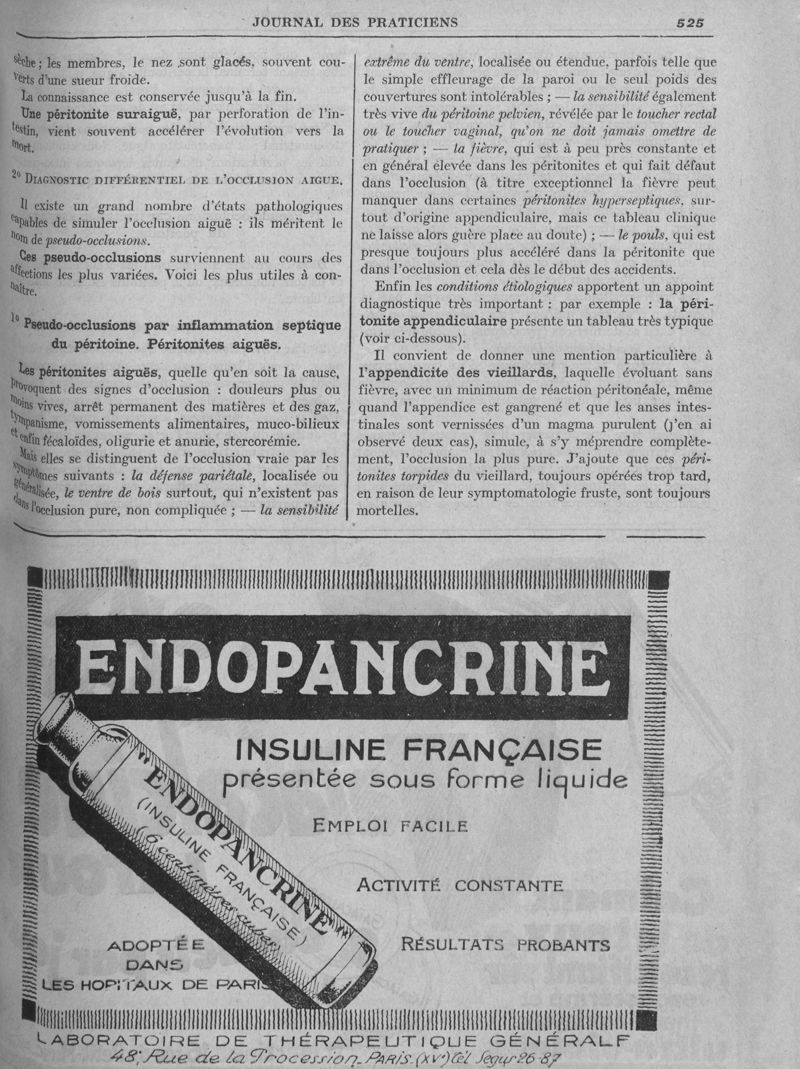 JOURNAL DES PRATICIENS 525
sèche ; les membres, le nez sont glacés, souvent cou-
verts d'une sueur froide.
La connaissance est conservée jusqu'à la fin.
Une péritonite suraiguë, par perforation de l'in-
testin, vient souvent accélérer l'évolution vers la
mort.
2° DIAGNOSTIC DIFFÉRENTIEL DE L'OCCLUSION AIGUE.
Il existe un grand nombre d'états pathologiques
capables de simuler l'occlusion aiguë : ils méritent le
nom de pseudo-occlusions.
Ces pseudo-occlusions surviennent au cours des
affections les plus variées. Voici les plus utiles à con-
naître.
1° Pseudo-occlusions par inflammation septique
du péritoine. Péritonites aiguës.
Les péritonites aiguës, quelle qu'en soit la cause,
provoquent des signes d'occlusion : douleurs plus ou
moins vives, arrêt permanent des matières et des gaz,
tympanisme, vomissements alimentaires, muco-bilieux
et enfin fécaloïdes, oligurie et anurie, stercorémie.
Mais elles se distinguent de l'occlusion vraie par les
symptômes suivants : la défense pariétale, localisée ou
généralisée, le ventre de bois surtout, qui n'existent pas
dans l'occlusion pure, non compliquée ; — la sensibilité
extrême du ventre, localisée ou étendue, parfois telle que
le simple effleurage de la paroi ou le seul poids des
couvertures sont intolérables ; — la sensibilité également
très vive du péritoine pelvien, révélée par le toucher rectal
ou le toucher vaginal, qu'on ne doit jamais omettre de
pratiquer ; — la fièvre, qui est à peu près constante et
en général élevée dans les péritonites et qui fait défaut
dans l'occlusion (à titre exceptionnel la fièvre peut
manquer dans certaines péritonites hyperseptiques, sur-
tout d'origine appendiculaire, mais ce tableau clinique
ne laisse alors guère place au doute) ; — le pouls, qui est
presque toujours plus accéléré dans la péritonite que
dans l'occlusion et cela dès le début des accidents.
Enfin les conditions étiologiques apportent un appoint
diagnostique très important : par exemple : la péri-
tonite appendiculaire présente un tableau très typique
(voir ci-dessous).
Il convient de donner une mention particulière à
l'appendicite des vieillards, laquelle évoluant sans
fièvre, avec un minimum de réaction péritonéale, même
quand l'appendice est gangrené et que les anses intes-
tinales sont vernissées d'un magma purulent (j'en ai
observé deux cas), simule, à s'y méprendre complète-
ment, l'occlusion la plus pure. J'ajoute que ces péri-
tonites torpides du vieillard, toujours opérées trop tard,
en raison de leur symptomatologie fruste, sont toujours
mortelles.
ENDOPANCRINE
INSULINE FRANÇAISE
présentée sous forme liquide
"ENDOPANCRINE"
(INSULINE FRANÇAISE)
(6 centimètres cubes)
EMPLOI FACILE
ACTIVITÉ CONSTANTE
RÉSULTATS PROBANTS
ADOPTÉE
DANS
LES HOPITAUX DE PARIS
LABORATOIRE DE THÉRAPEUTIQUE GÉNÉRALE
48, Rue de la Procession, PARIS (XVe) Tél. Ségur 26-87